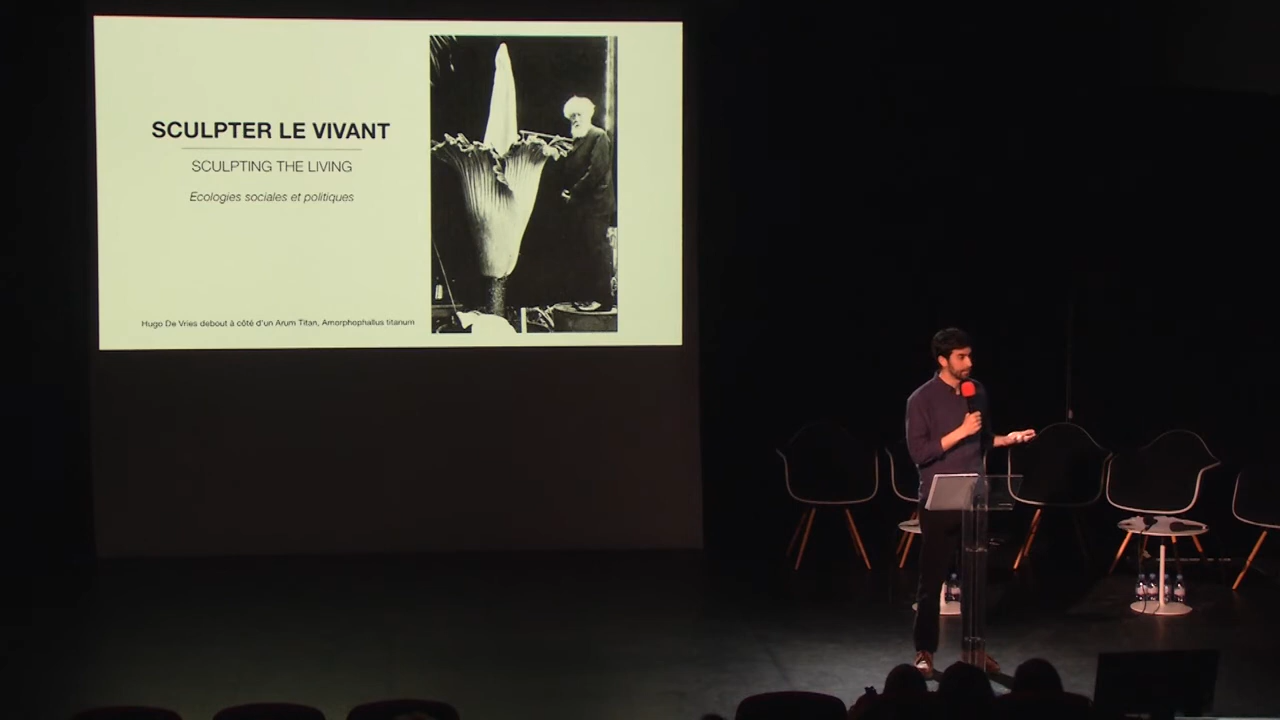 SCULPTER LE VIVANT
SCULPTING THE LIVING
Ecologies sociales et politiques
Hugo De Vries debout à côté d'un Arum Titan, Amorphophallus titanum